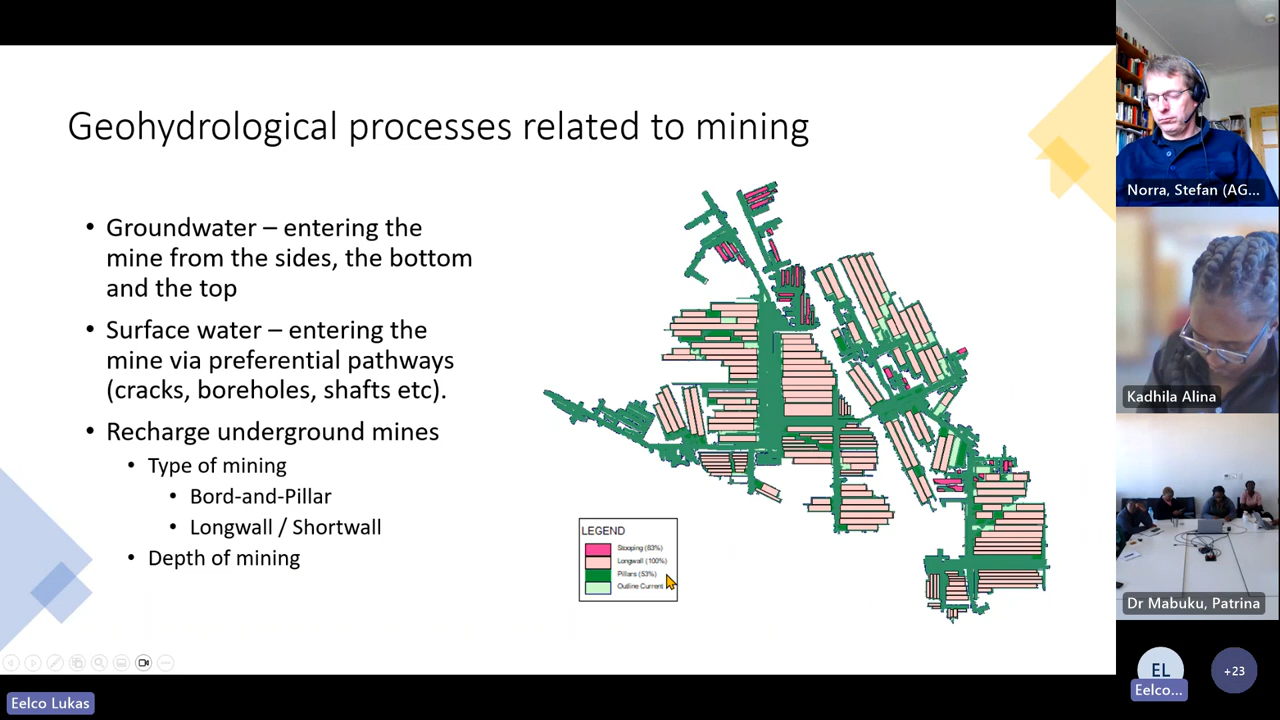 Geohydrological processes related to mining
• Groundwater – entering the
mine from the sides, the bottom
and the top
• Surface water – entering the
mine via preferential pathways
(cracks, boreholes, shafts etc).
• Recharge underground mines
• Type of mining
• Bord-and-Pillar
• Longwall / Shortwall
• Depth of mining
LEGEND
Stooping (83%)
Longwall (100%)
Pillars (53%)
Outline Current
Norra, Stefan (AG...
Kadhila Alina
Dr Mabuku, Patrina
EL
Eelco...
+23
Eelco Lukas